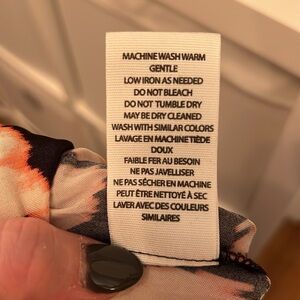 MACHINE WASH WARM
GENTLE
LOW IRON AS NEEDED
DO NOT BLEACH
DO NOT TUMBLE DRY
MAY BE DRY CLEANED
WASH WITH SIMILAR COLORS
LAVAGE EN MACHINE TIÈDE
DOUX
FAIBLE FER AU BESOIN
NE PAS JAVELLISER
NE PAS SÉCHER EN MACHINE
PEUT ÊTRE NETTOYÉ À SEC
LAVER AVEC DES COULEURS
SIMILAIRES